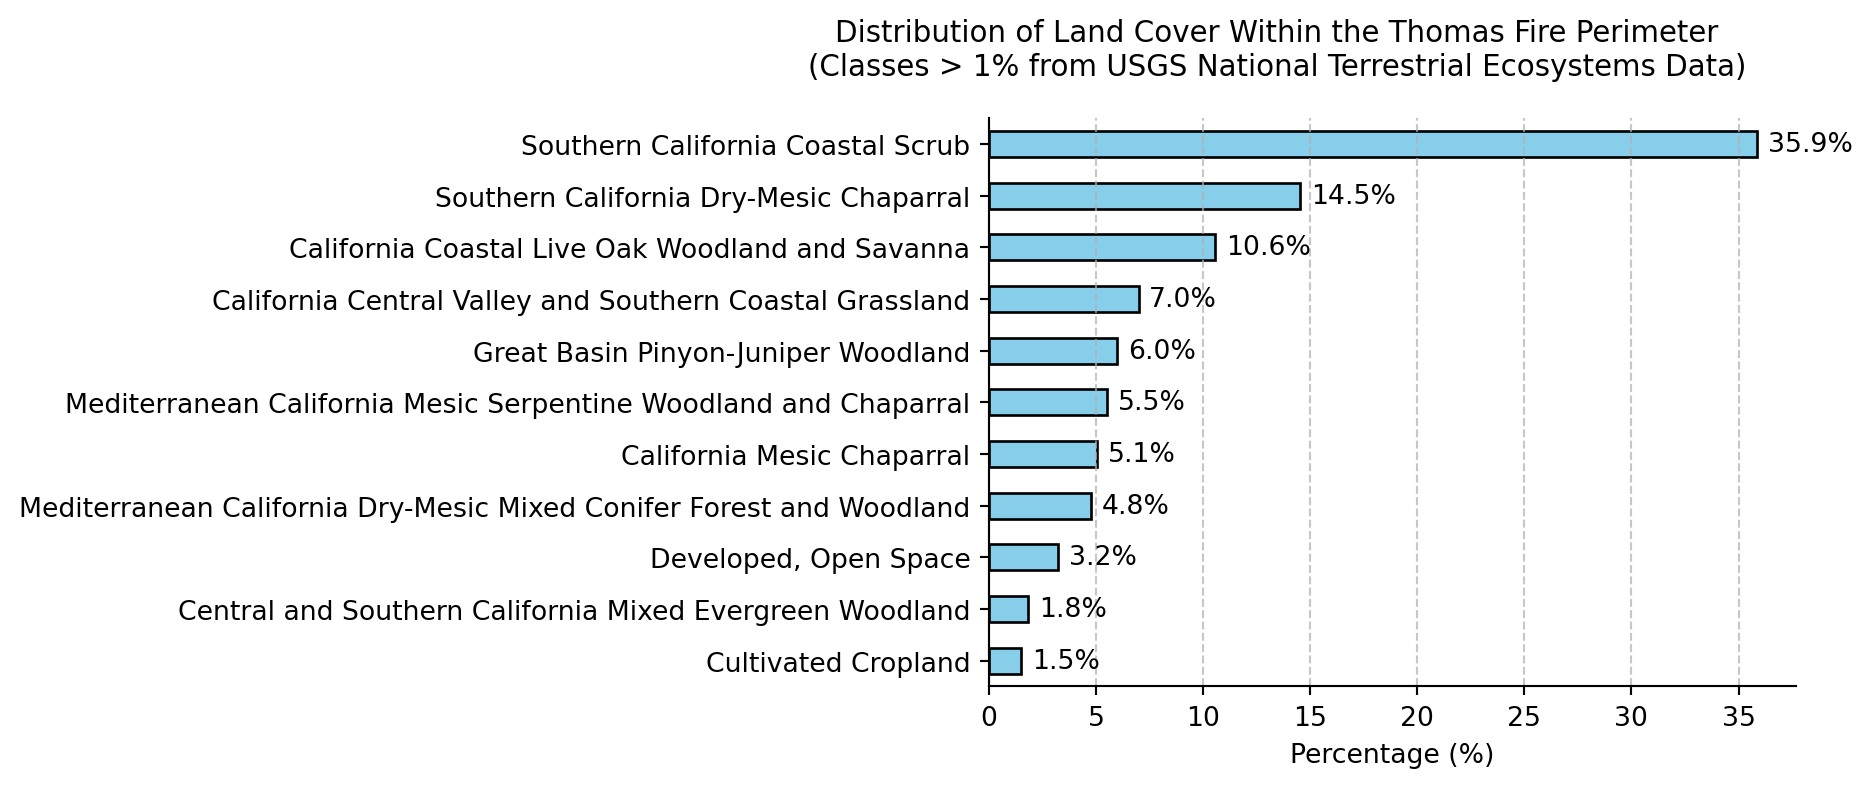 Distribution of Land Cover Within the Thomas Fire Perimeter
(Classes > 1% from USGS National Terrestrial Ecosystems Data)
Southern California Coastal Scrub 35.9%
Southern California Dry-Mesic Chaparral 14.5%
California Coastal Live Oak Woodland and Savanna 10.6%
California Central Valley and Southern Coastal Grassland 7.0%
Great Basin Pinyon-Juniper Woodland 6.0%
Mediterranean California Mesic Serpentine Woodland and Chaparral 5.5%
California Mesic Chaparral 5.1%
Mediterranean California Dry-Mesic Mixed Conifer Forest and Woodland 4.8%
Developed, Open Space 3.2%
Central and Southern California Mixed Evergreen Woodland 1.8%
Cultivated Cropland 1.5%
0 5 10 15 20 25 30 35
Percentage (%)